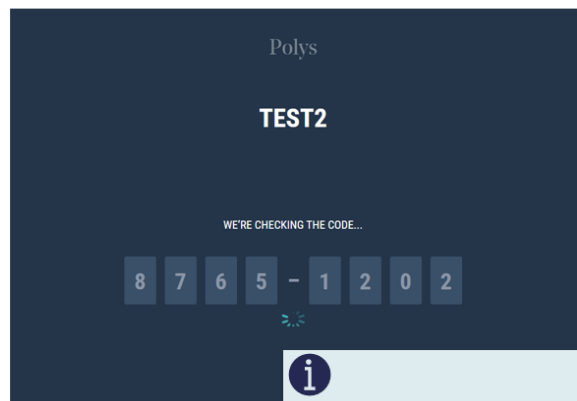 Polys
TEST2
WE'RE CHECKING THE CODE...
8 7 6 5 – 1 2 0 2
i